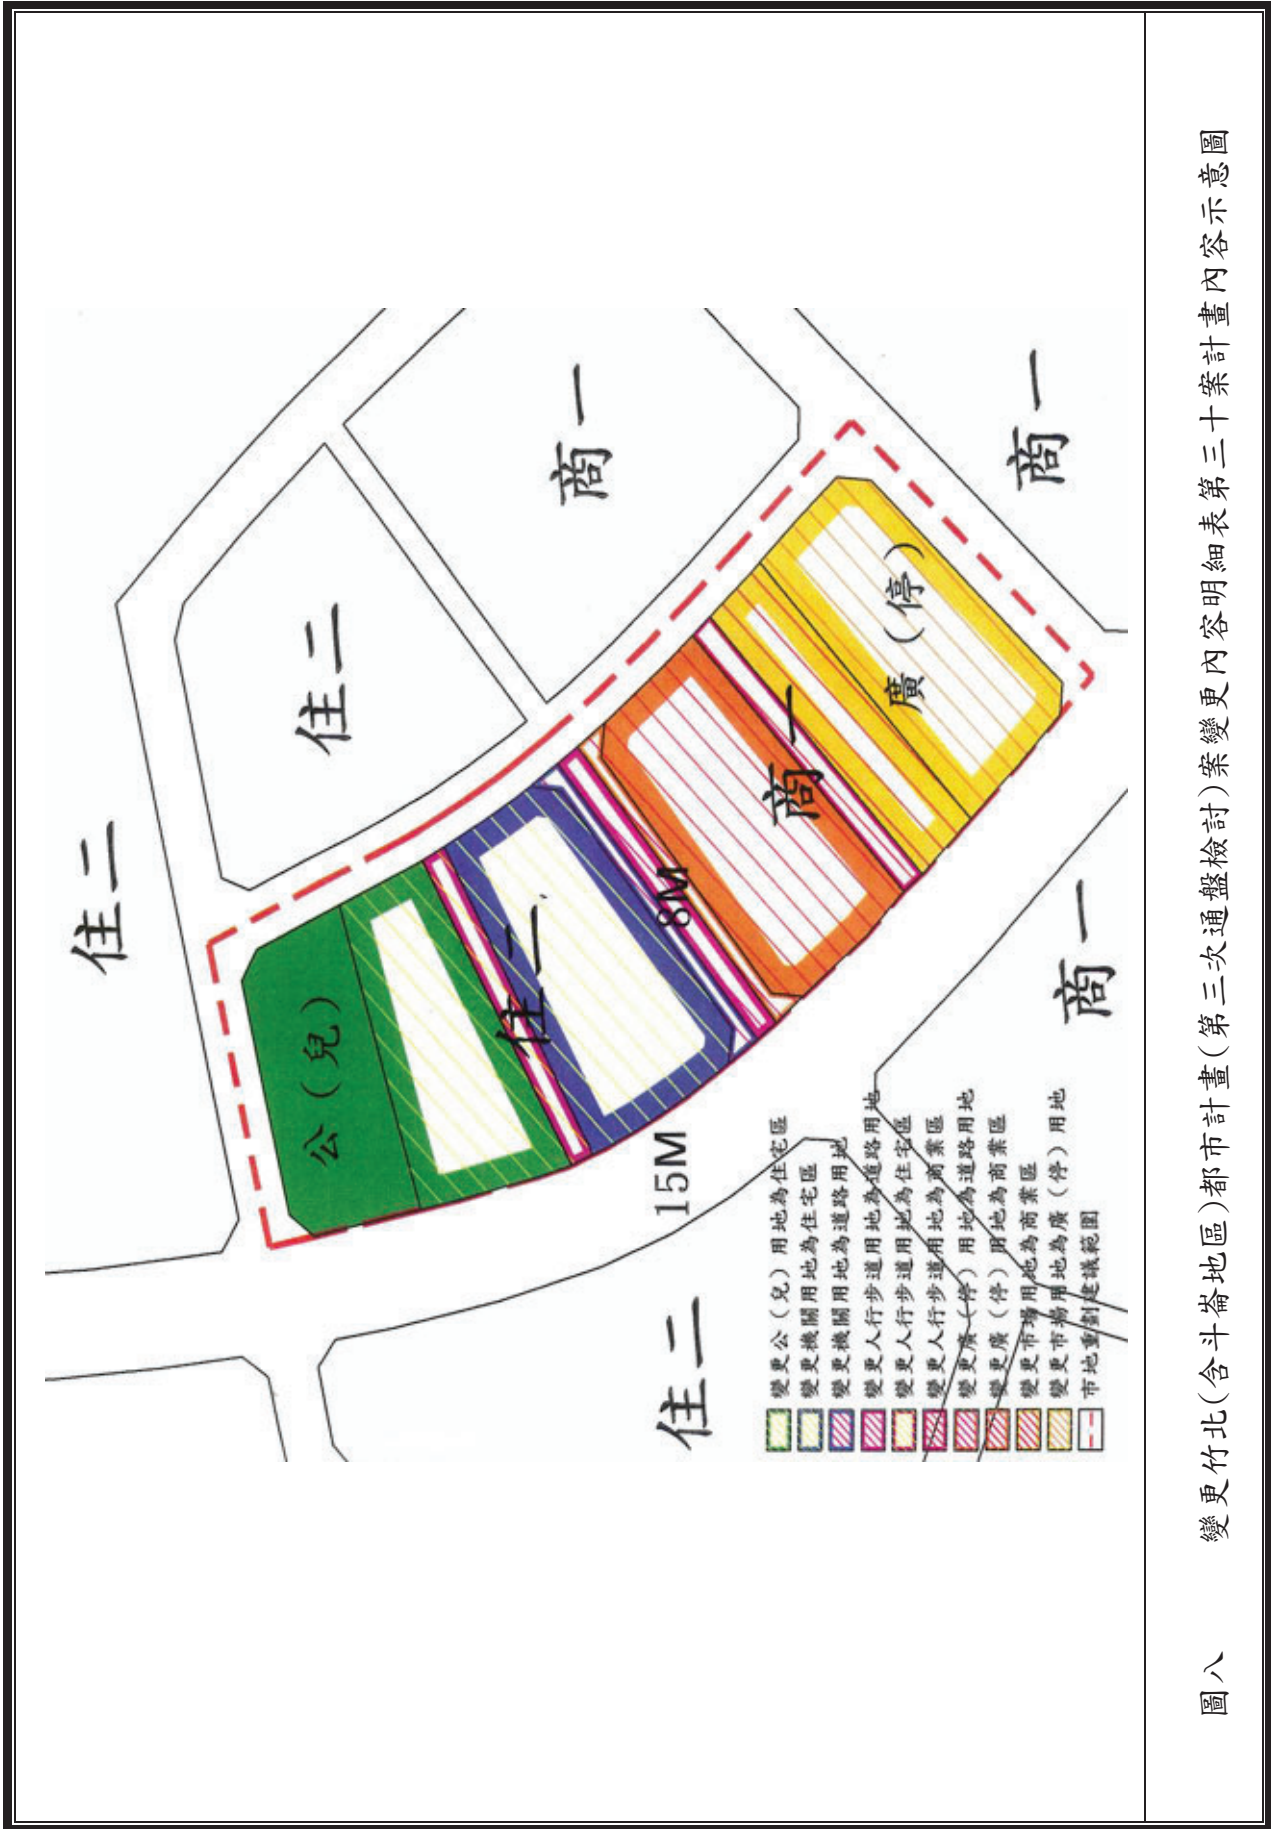 住二
住二
商一
公（兒）
住二
8M
商一
廣（停）
商一
15M
住二
商一
變更公（兒）用地為住宅區
變更機關用地為住宅區
變更機關用地為道路用地
變更人行步道用地為道路用地
變更人行步道用地為住宅區
變更人行步道用地為商業區
變更廣（停）用地為道路用地
變更廣（停）用地為商業區
變更市場用地為商業區
變更市場用地為廣（停）用地
市地重劃建議範圍
圖八 變更竹北(含斗崙地區)都市計畫(第三次通盤檢討)案變更內容明細表第三十案計畫內容示意圖